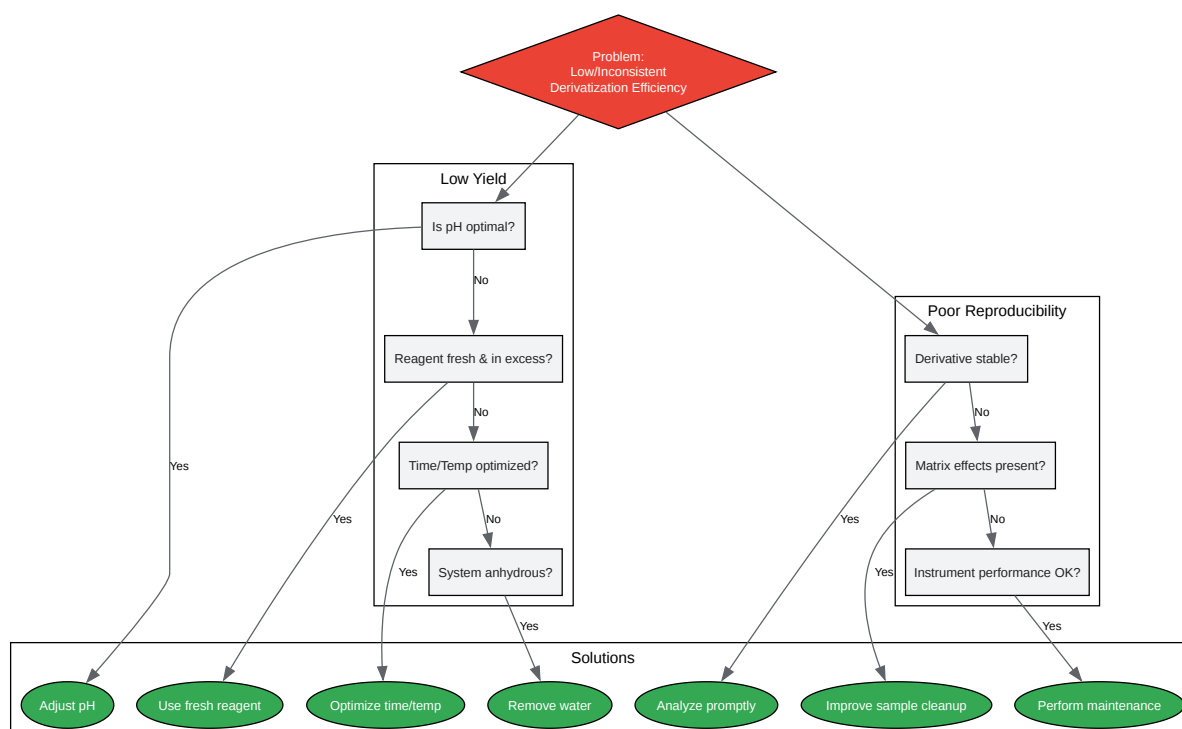 Problem:
Low/Inconsistent
Derivatization Efficiency
Low Yield
Is pH optimal?
No
Poor Reproducibility
Reagent fresh & in excess?
Derivative stable?
No
No
Yes
Time/Temp optimized?
Matrix effects present?
Yes
No
Yes
No
Yes
System anhydrous?
Yes
Instrument performance OK?
Yes
Yes
Solutions
Adjust pH
Use fresh reagent
Optimize time/temp
Remove water
Analyze promptly
Improve sample cleanup
Perform maintenance